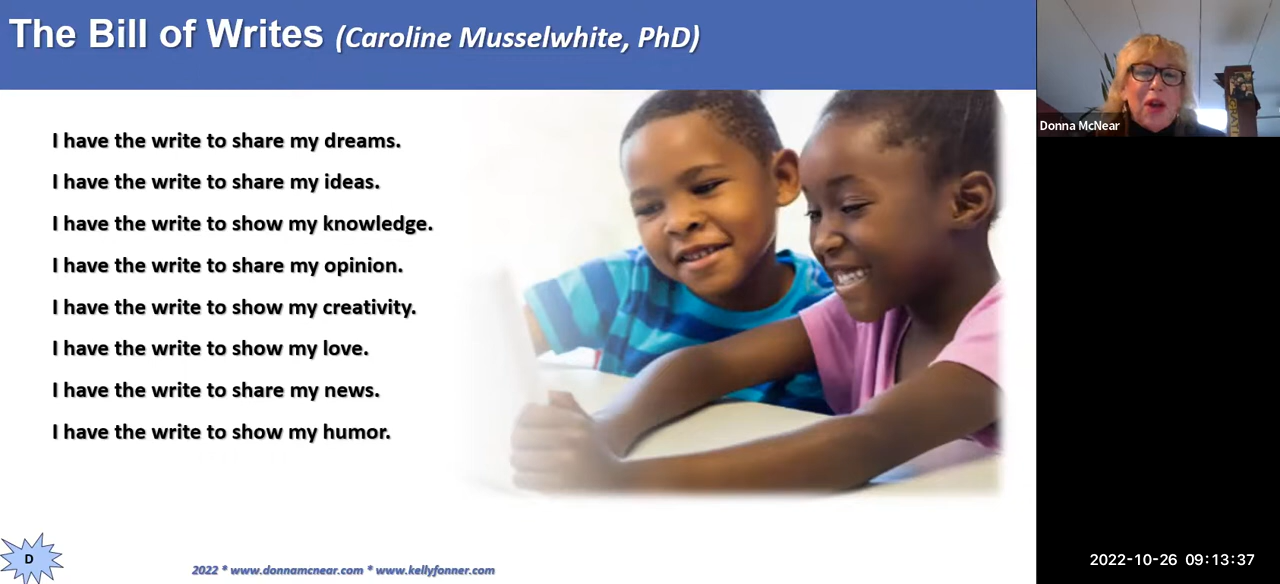 The Bill of Writes (Caroline Musselwhite, PhD)
I have the write to share my dreams.
I have the write to share my ideas.
I have the write to show my knowledge.
I have the write to share my opinion.
I have the write to show my creativity.
I have the write to show my love.
I have the write to share my news.
I have the write to show my humor.
D
2022 * www.donnamcnear.com * www.kellyfonner.com
Donna McNear
2022-10-26 09:13:37